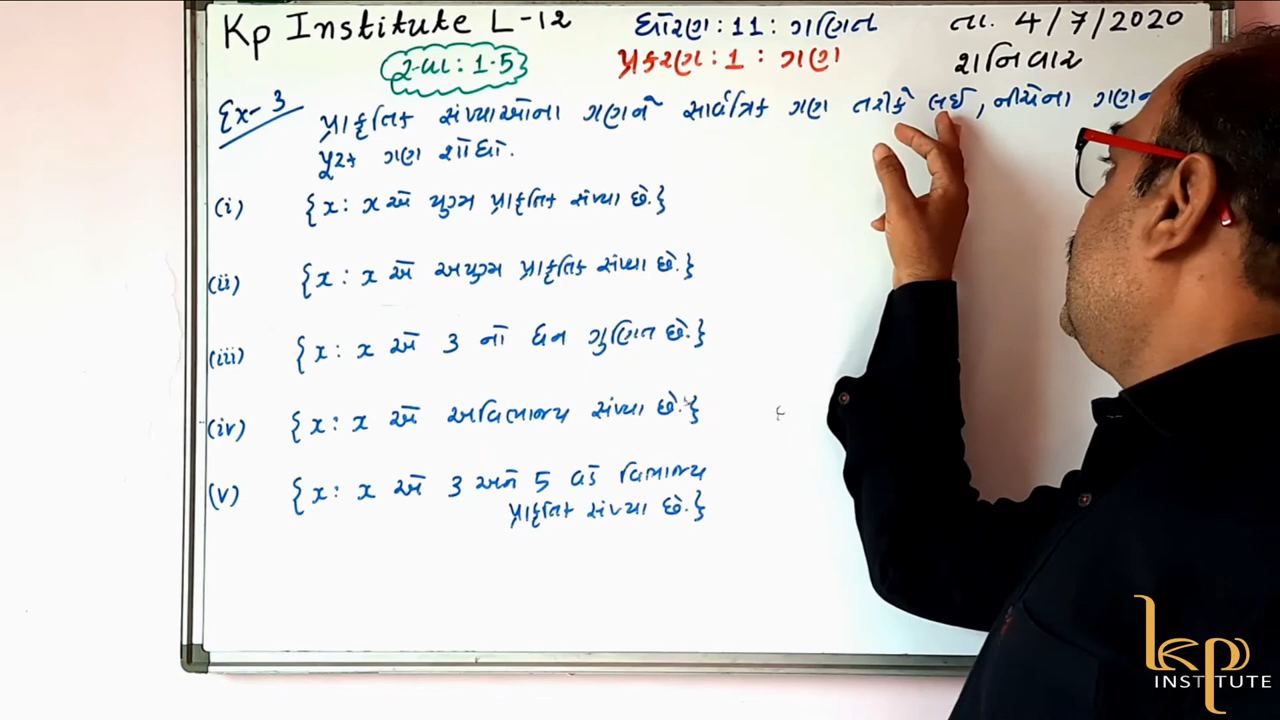 Kp Institute L-12 ધોરણ : 11 : ગણિત તા. 4/7/2020
સ્વા : 1.5 પ્રકરણ : 1 : ગણ શનિવાર
Ex-3 પ્રાકૃતિક સંખ્યાઓના ગણને સાર્વત્રિક ગણ તરીકે લઈ, નીચેના ગણન
પૂરક ગણ શોધો.
(i) {x : x એ યુગ્મ પ્રાકૃતિક સંખ્યા છે.}
(ii) {x : x એ અયુગ્મ પ્રાકૃતિક સંખ્યા છે.}
(iii) {x : x એ 3 નો ધન ગુણિત છે.}
(iv) {x : x એ અવિભાજ્ય સંખ્યા છે.}
(v) {x : x એ 3 અને 5 વડે વિભાજ્ય
પ્રાકૃતિક સંખ્યા છે.}
kp
INSTITUTE